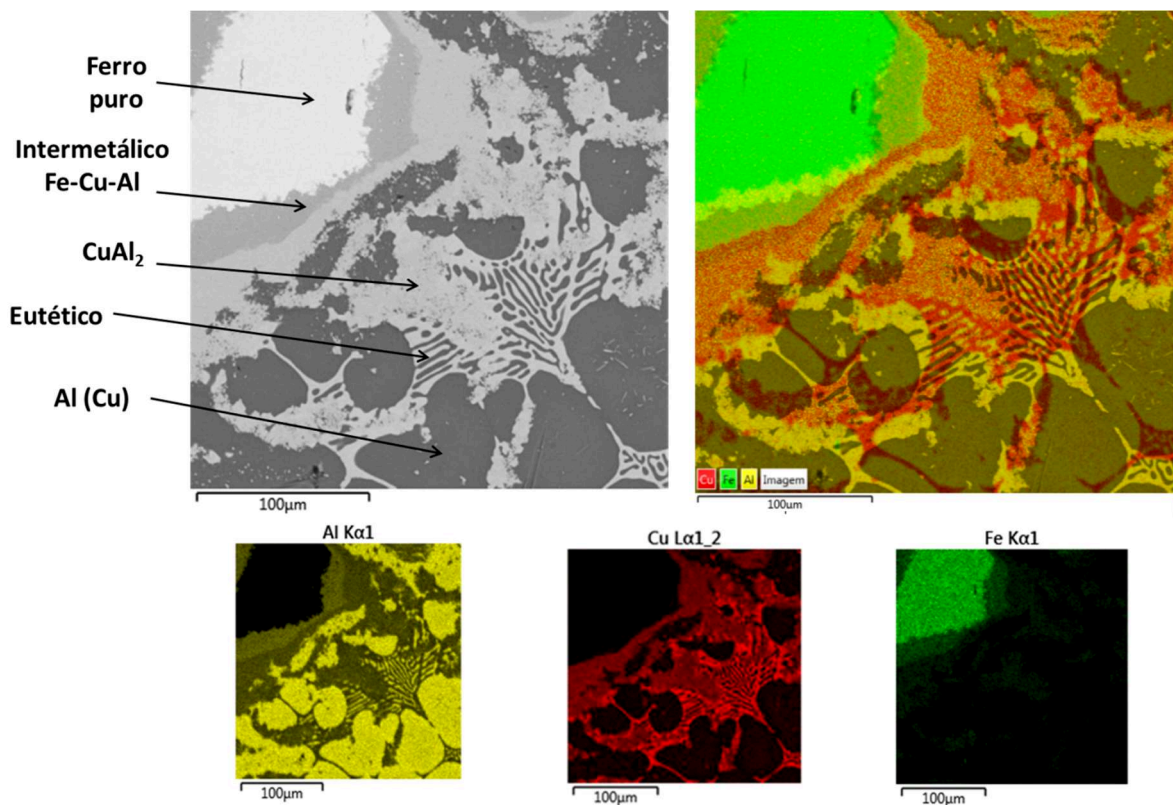 Ferro
puro
Intermetálico
Fe-Cu-Al
CuAl₂
Eutético
Al (Cu)
100µm
Cu Fe Al Imagem
100µm
Al Kα1
Cu Lα1_2
Fe Kα1
100µm
100µm
100µm